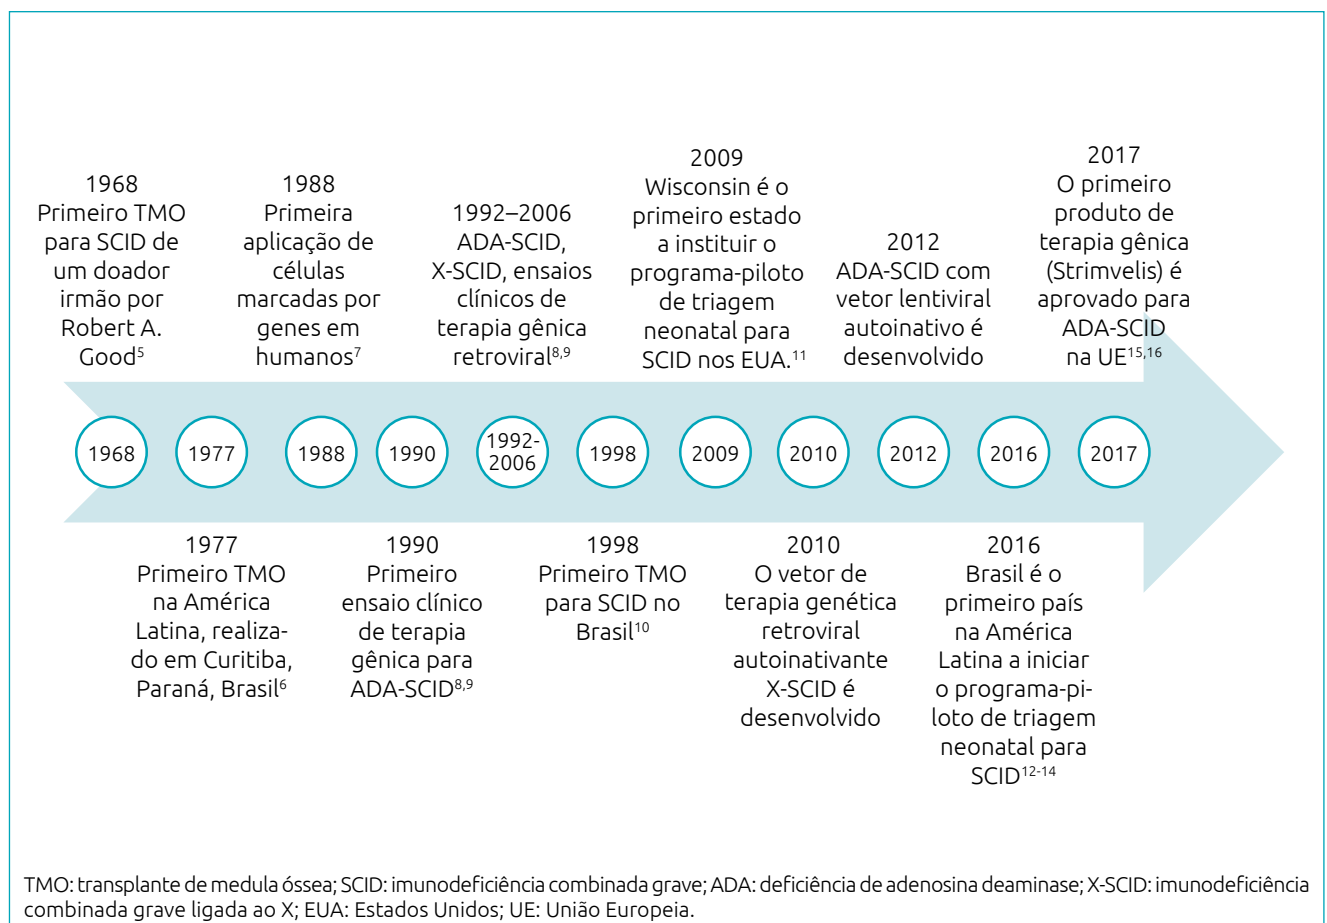 1968
Primeiro TMO
para SCID de
um doador
irmão por
Robert A.
Good5
1988
Primeira
aplicação de
células
marcadas por
genes em
humanos7
1992–2006
ADA-SCID,
X-SCID, ensaios
clínicos de
terapia gênica
retroviral8,9
2009
Wisconsin é o
primeiro estado
a instituir o
programa-piloto
de triagem
neonatal para
SCID nos EUA.11
2012
ADA-SCID com
vetor lentiviral
autoinativo é
desenvolvido
2017
O primeiro
produto de
terapia gênica
(Strimvelis) é
aprovado para
ADA-SCID
na UE15,16
1968
1977
1988
1990
1992-
2006
1998
2009
2010
2012
2016
2017
1977
Primeiro TMO
na América
Latina, realiza-
do em Curitiba,
Paraná, Brasil6
1990
Primeiro
ensaio clínico
de terapia
gênica para
ADA-SCID8,9
1998
Primeiro TMO
para SCID no
Brasil10
2010
O vetor de
terapia genética
retroviral
autoinativante
X-SCID é
desenvolvido
2016
Brasil é o
primeiro país
na América
Latina a iniciar
o programa-pi-
loto de triagem
neonatal para
SCID12-14
TMO: transplante de medula óssea; SCID: imunodeficiência combinada grave; ADA: deficiência de adenosina deaminase; X-SCID: imunodeficiência
combinada grave ligada ao X; EUA: Estados Unidos; UE: União Europeia.